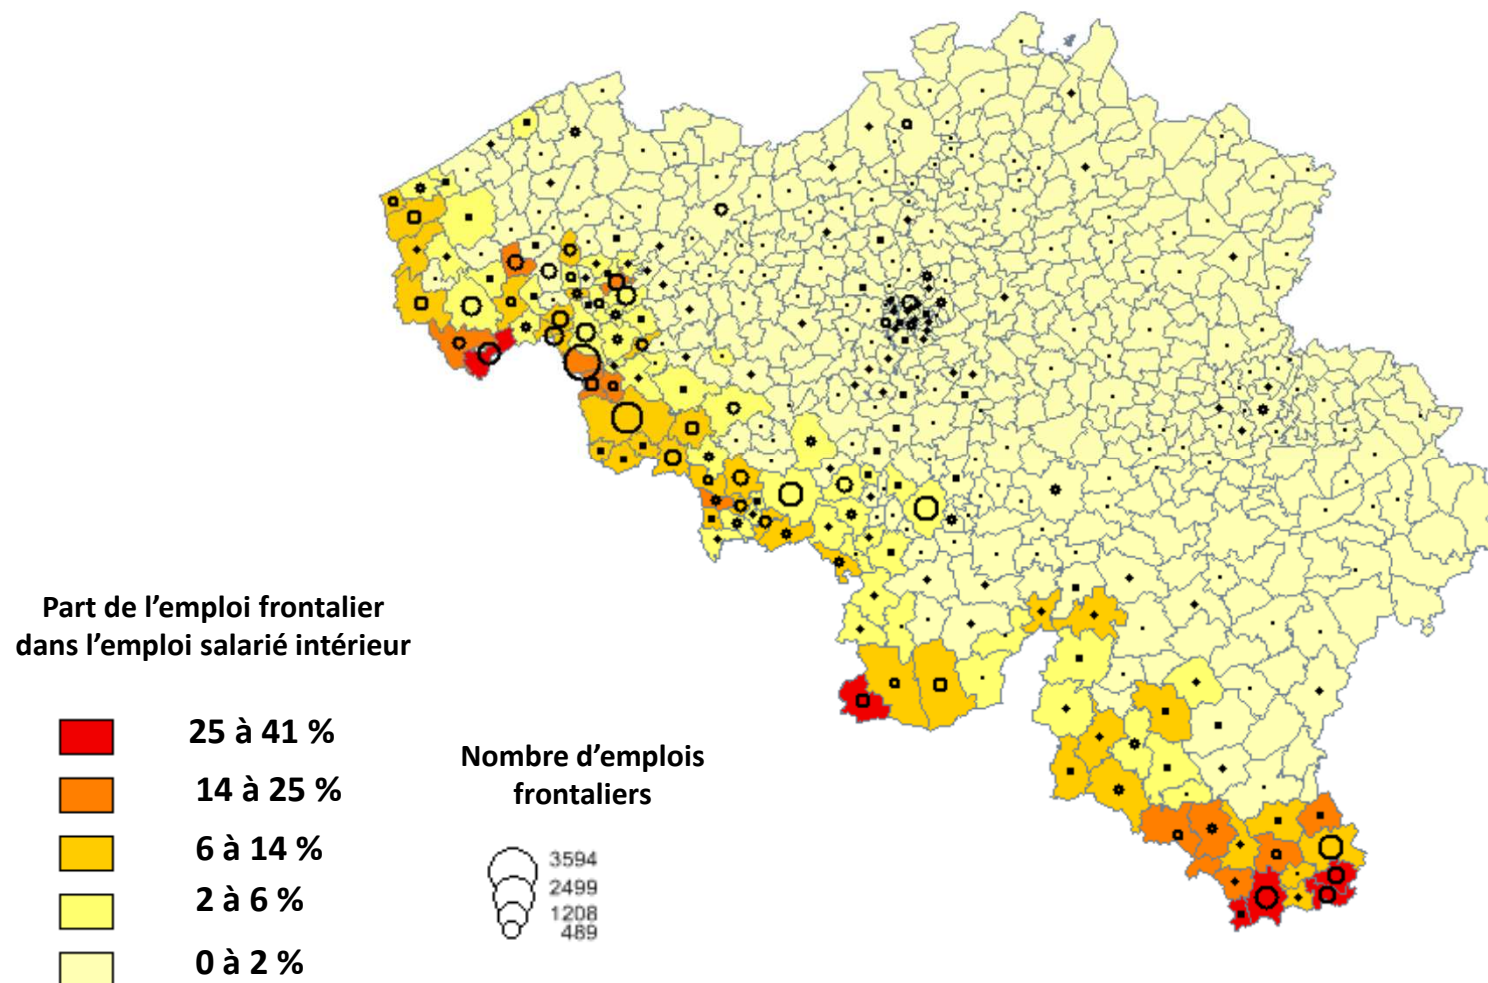 Part de l’emploi frontalier
dans l’emploi salarié intérieur
25 à 41 %
14 à 25 %
6 à 14 %
2 à 6 %
0 à 2 %
Nombre d’emplois
frontaliers
3594
2499
1208
489